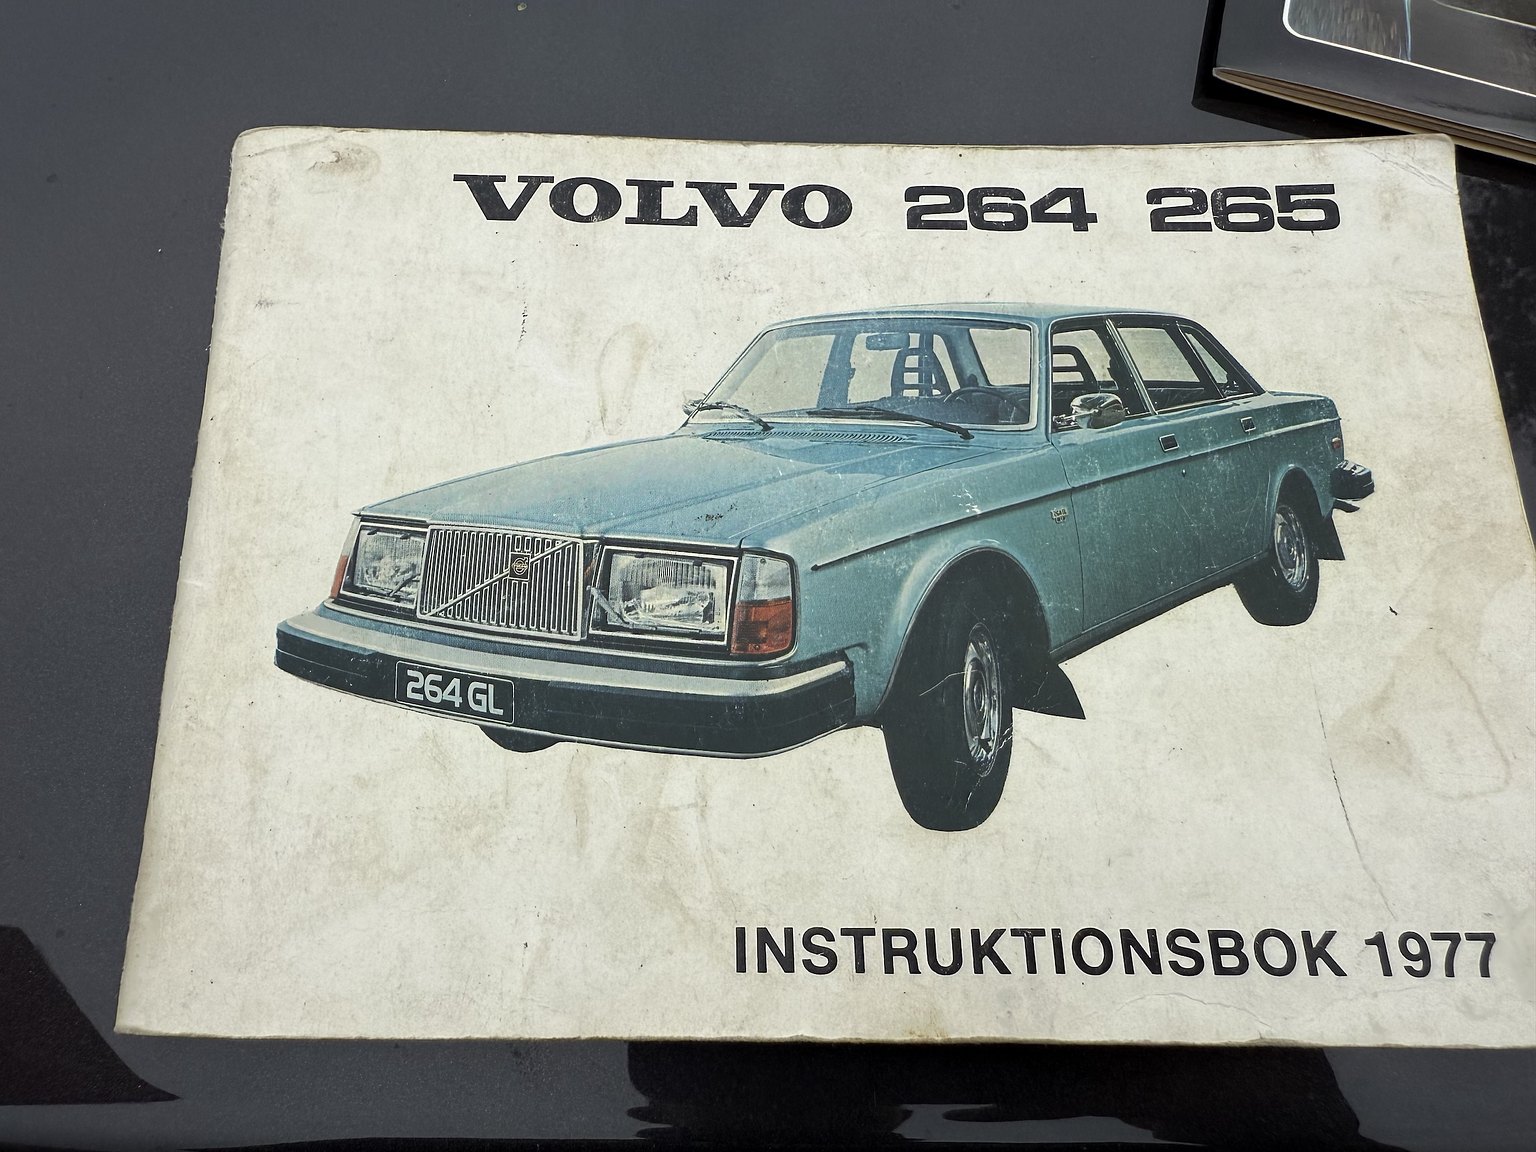 VOLVO 264 265
264 GL
INSTRUKTIONSBOK 1977